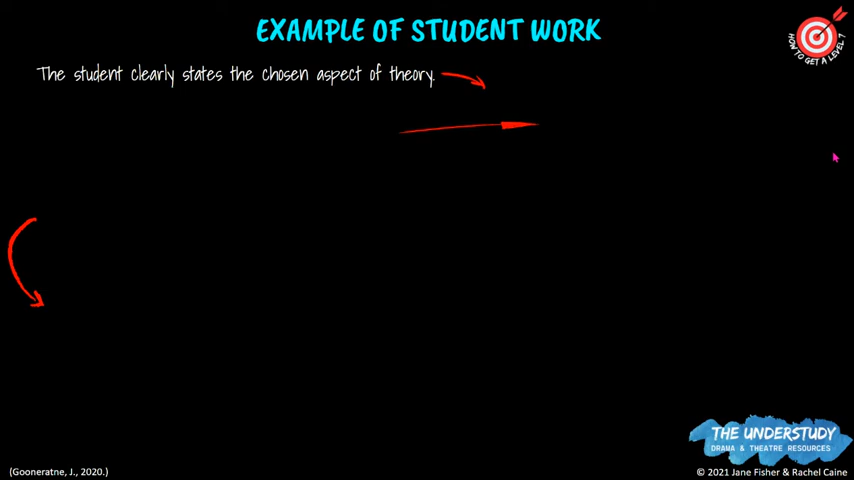 EXAMPLE OF STUDENT WORK
HOW TO GET A LEVEL 7
The student clearly states the chosen aspect of theory.
THE UNDERSTUDY
DRAMA & THEATRE RESOURCES
(Gooneratne, J., 2020.)
© 2021 Jane Fisher & Rachel Caine